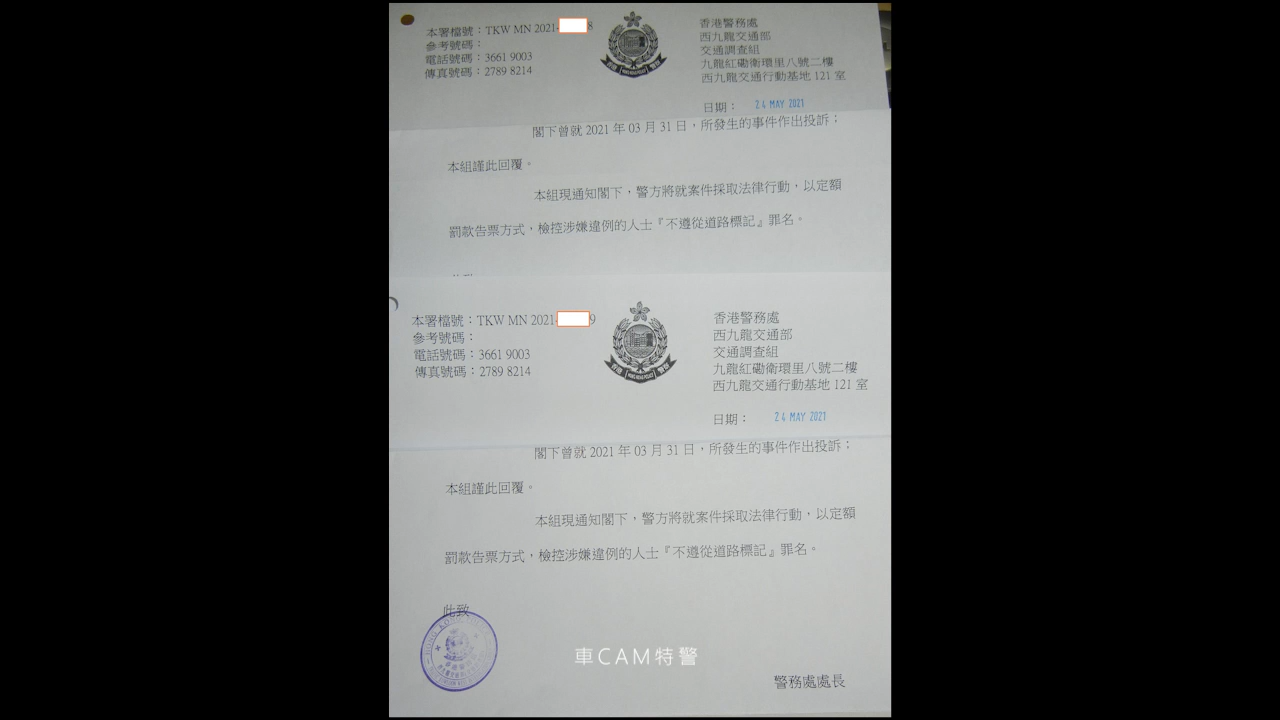 本署檔號：TKW MN 2021- 8
參考號碼：
電話號碼：3661 9003
傳真號碼：2789 8214
香港警務處
西九龍交通部
交通調查組
九龍紅磡衛環里八號二樓
西九龍交通行動基地 121 室
日期： 24 MAY 2021
閣下曾就 2021 年 03 月 31 日，所發生的事件作出投訴；
本組謹此回覆。
本組現通知閣下，警方將就案件採取法律行動，以定額
罰款告票方式，檢控涉嫌違例的人士『不遵從道路標記』罪名。
本署檔號：TKW MN 2021- 9
參考號碼：
電話號碼：3661 9003
傳真號碼：2789 8214
香港警務處
西九龍交通部
交通調查組
九龍紅磡衛環里八號二樓
西九龍交通行動基地 121 室
日期： 24 MAY 2021
閣下曾就 2021 年 03 月 31 日，所發生的事件作出投訴；
本組謹此回覆。
本組現通知閣下，警方將就案件採取法律行動，以定額
罰款告票方式，檢控涉嫌違例的人士『不遵從道路標記』罪名。
此致
車CAM特警
警務處處長